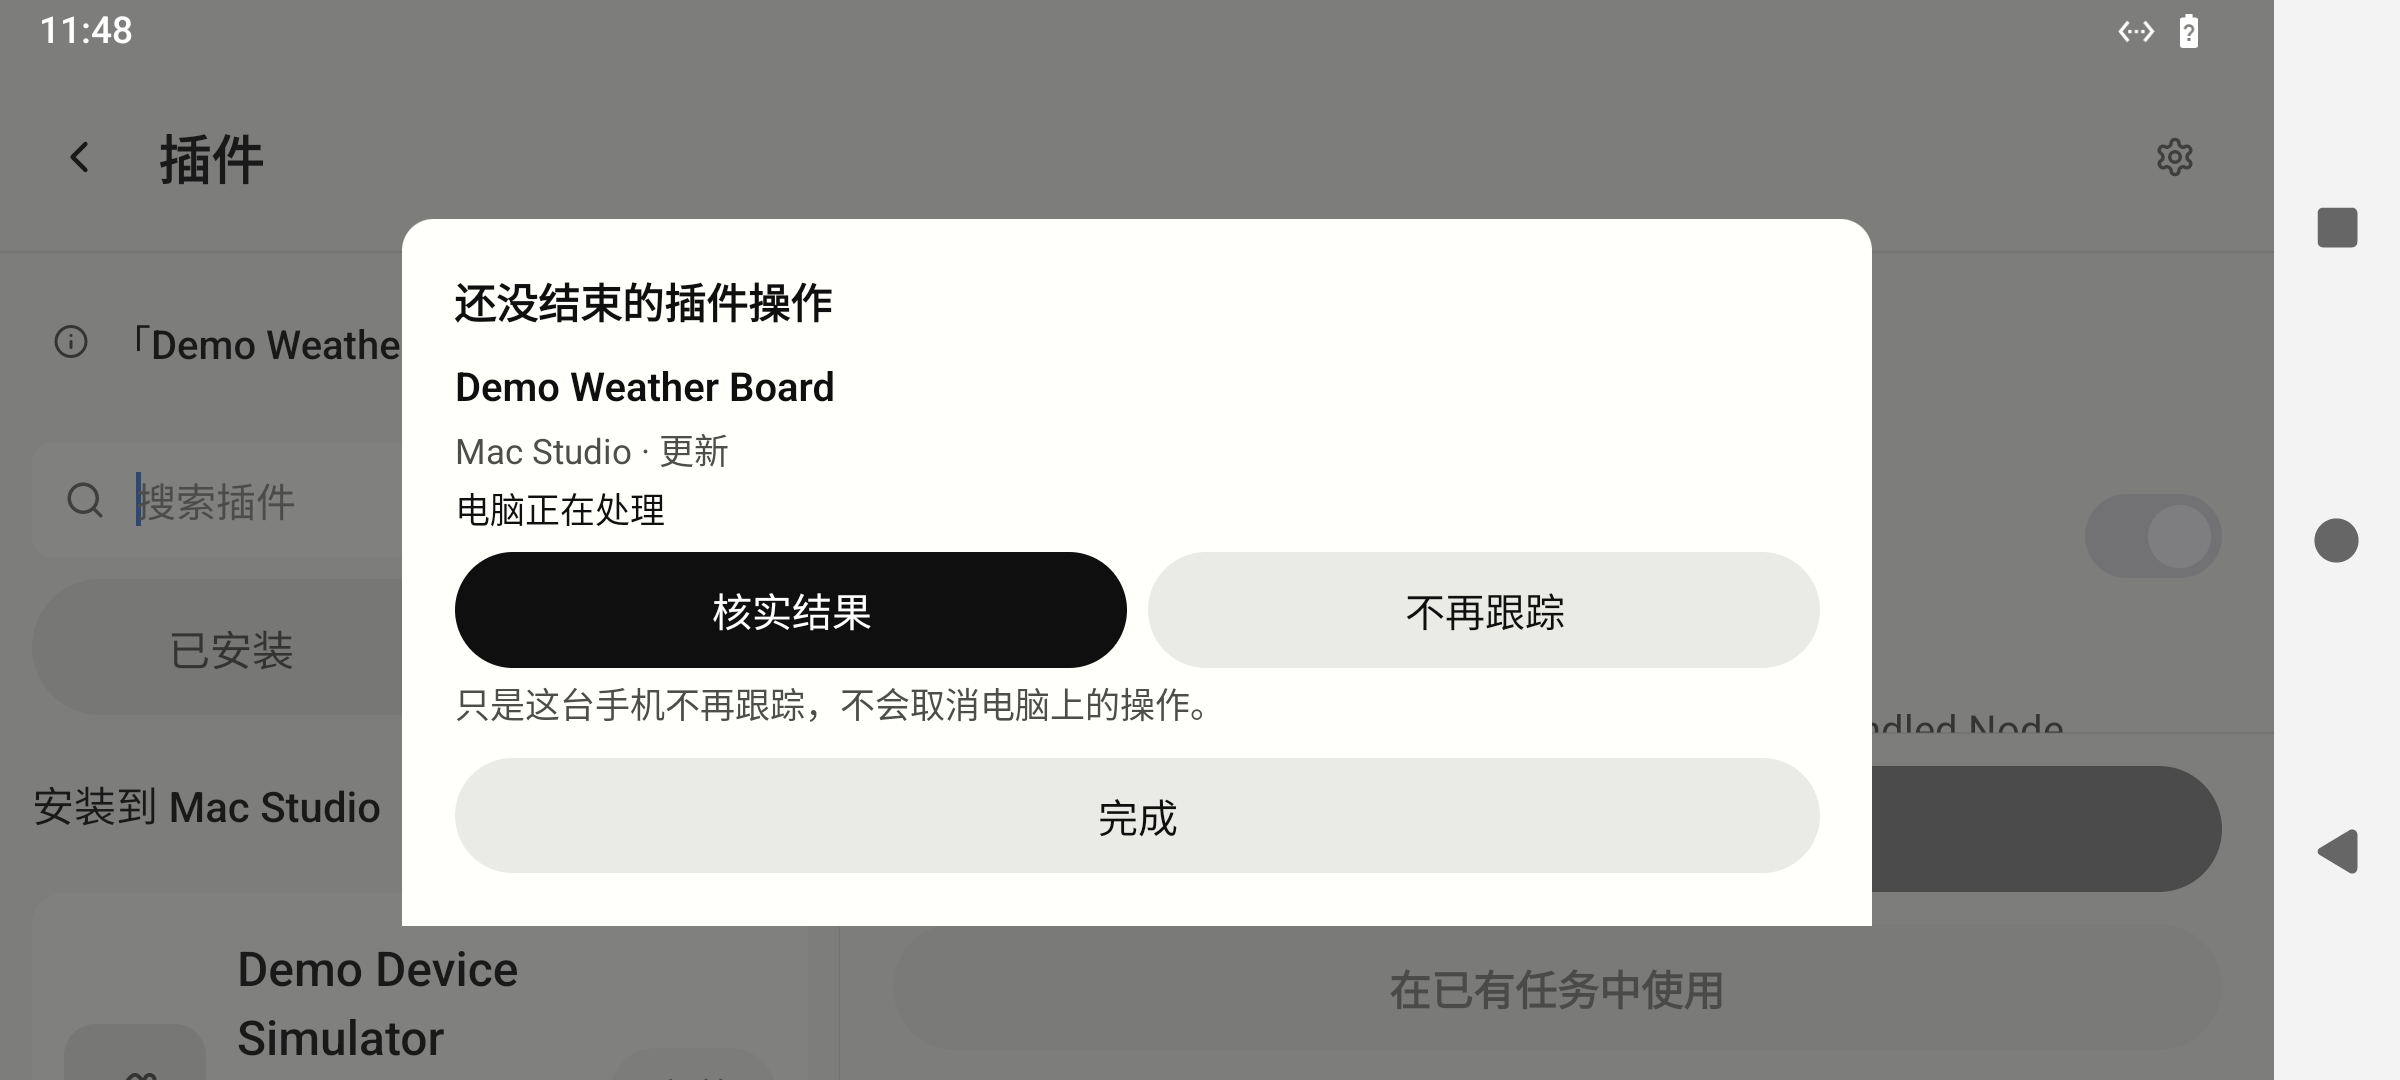 11:48
插件
「Demo Weathe
搜索插件
已安装
安装到 Mac Studio
Demo Device
Simulator
还没结束的插件操作
Demo Weather Board
Mac Studio · 更新
电脑正在处理
核实结果
不再跟踪
只是这台手机不再跟踪，不会取消电脑上的操作。
完成
ndled Node
在已有任务中使用